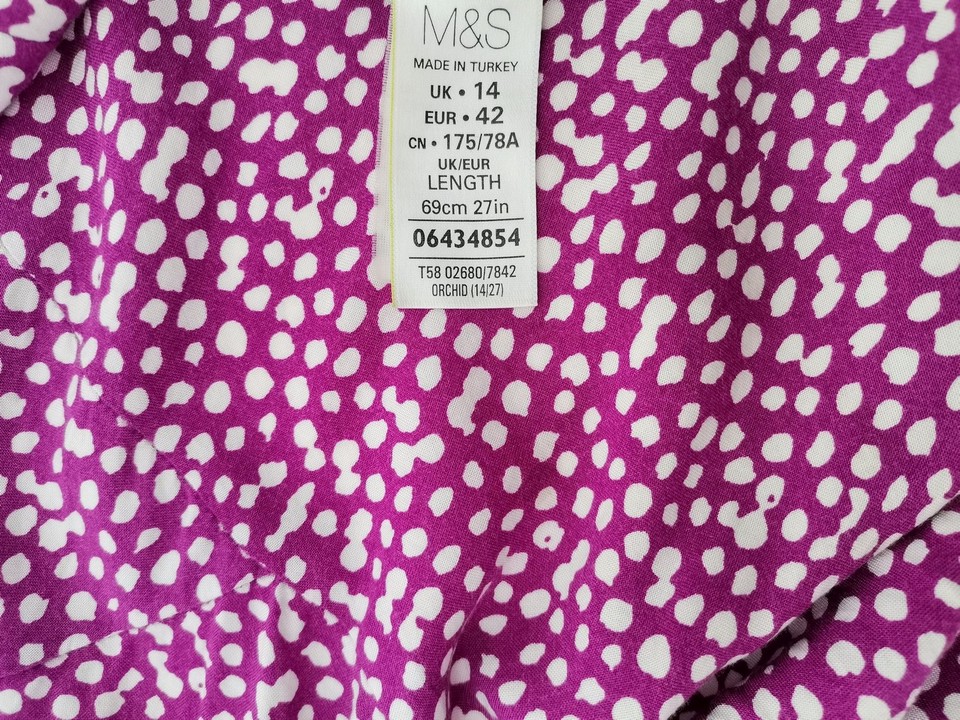 M&S
MADE IN TURKEY
UK • 14
EUR • 42
CN • 175/78A
UK/EUR
LENGTH
69cm 27in
06434854
T58 02680/7842
ORCHID (14/27)